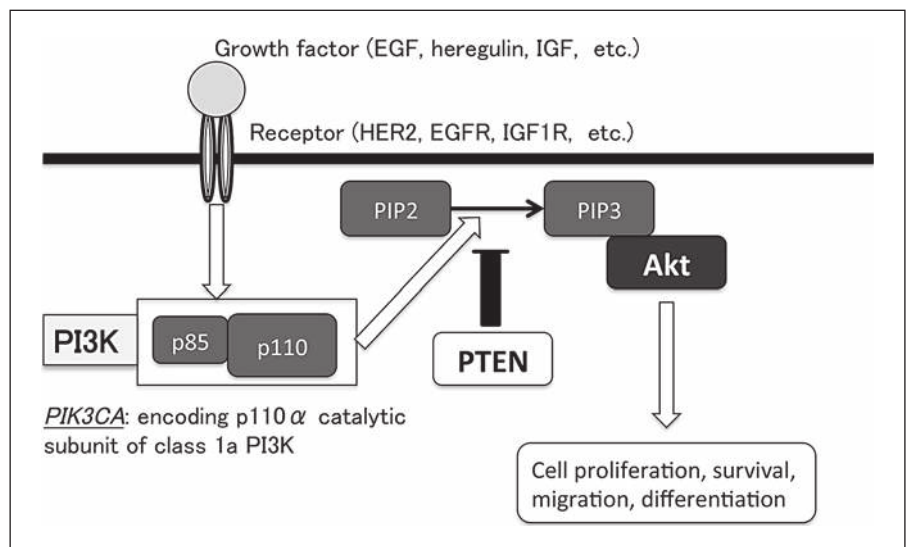 Growth factor (EGF, heregulin, IGF, etc.)
Receptor (HER2, EGFR, IGF1R, etc.)
PIP2
PIP3
Akt
PI3K
p85
p110
PTEN
PIK3CA: encoding p110α catalytic
subunit of class 1a PI3K
Cell proliferation, survival,
migration, differentiation